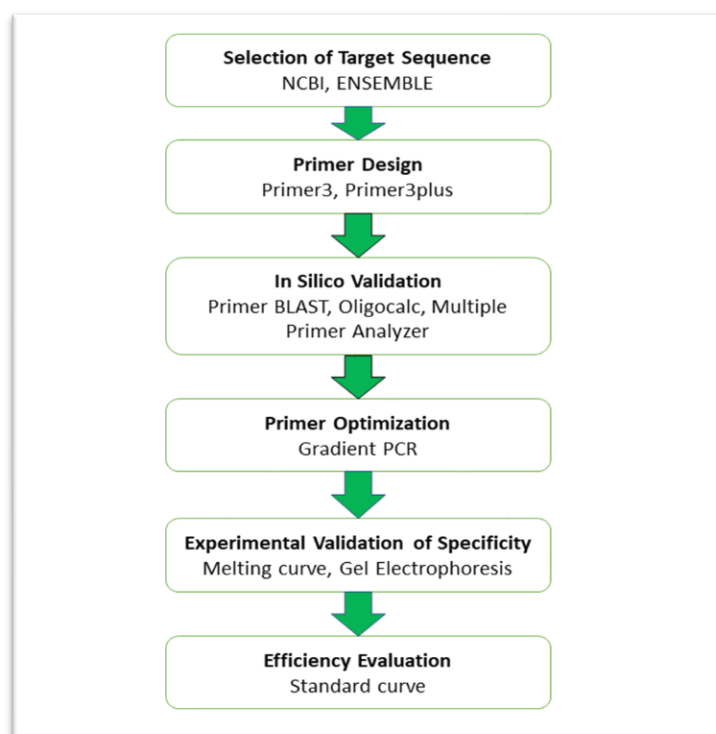 Selection of Target Sequence
NCBI, ENSEMBLE
Primer Design
Primer3, Primer3plus
In Silico Validation
Primer BLAST, Oligocalc, Multiple
Primer Analyzer
Primer Optimization
Gradient PCR
Experimental Validation of Specificity
Melting curve, Gel Electrophoresis
Efficiency Evaluation
Standard curve